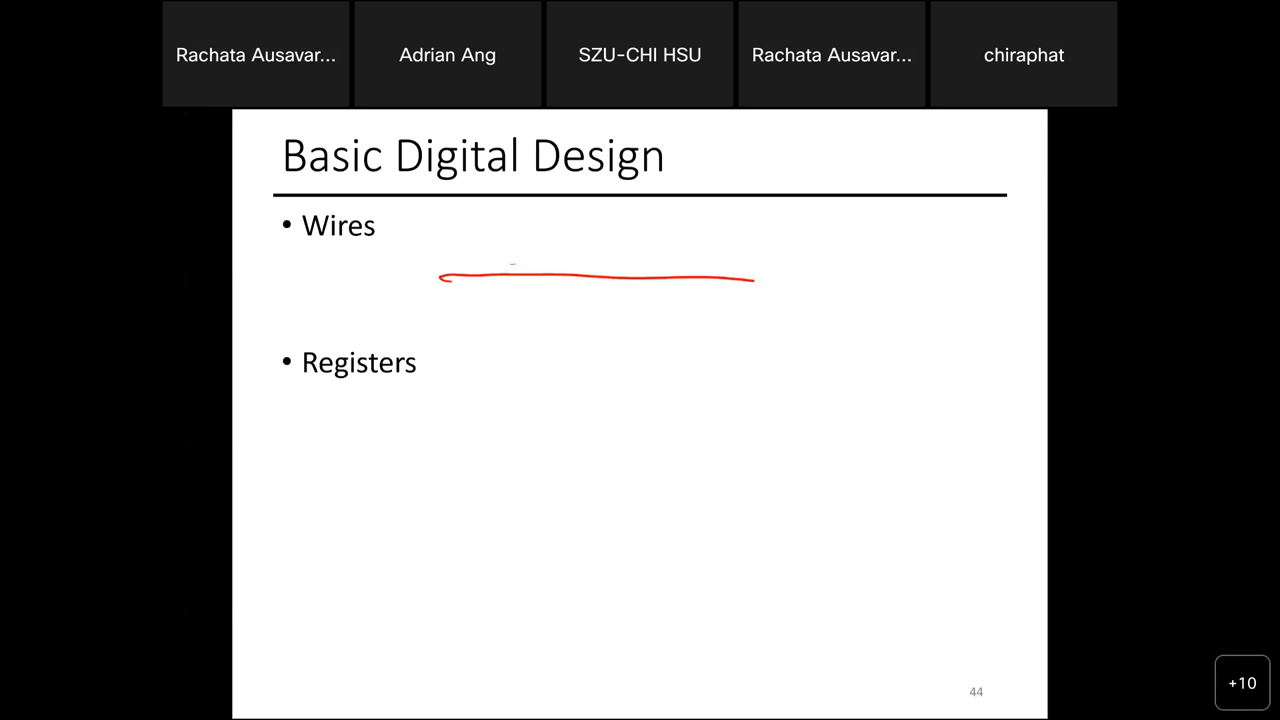 Rachata Ausavar...
Adrian Ang
SZU-CHI HSU
Rachata Ausavar...
chiraphat
Basic Digital Design
• Wires
• Registers
44
+10